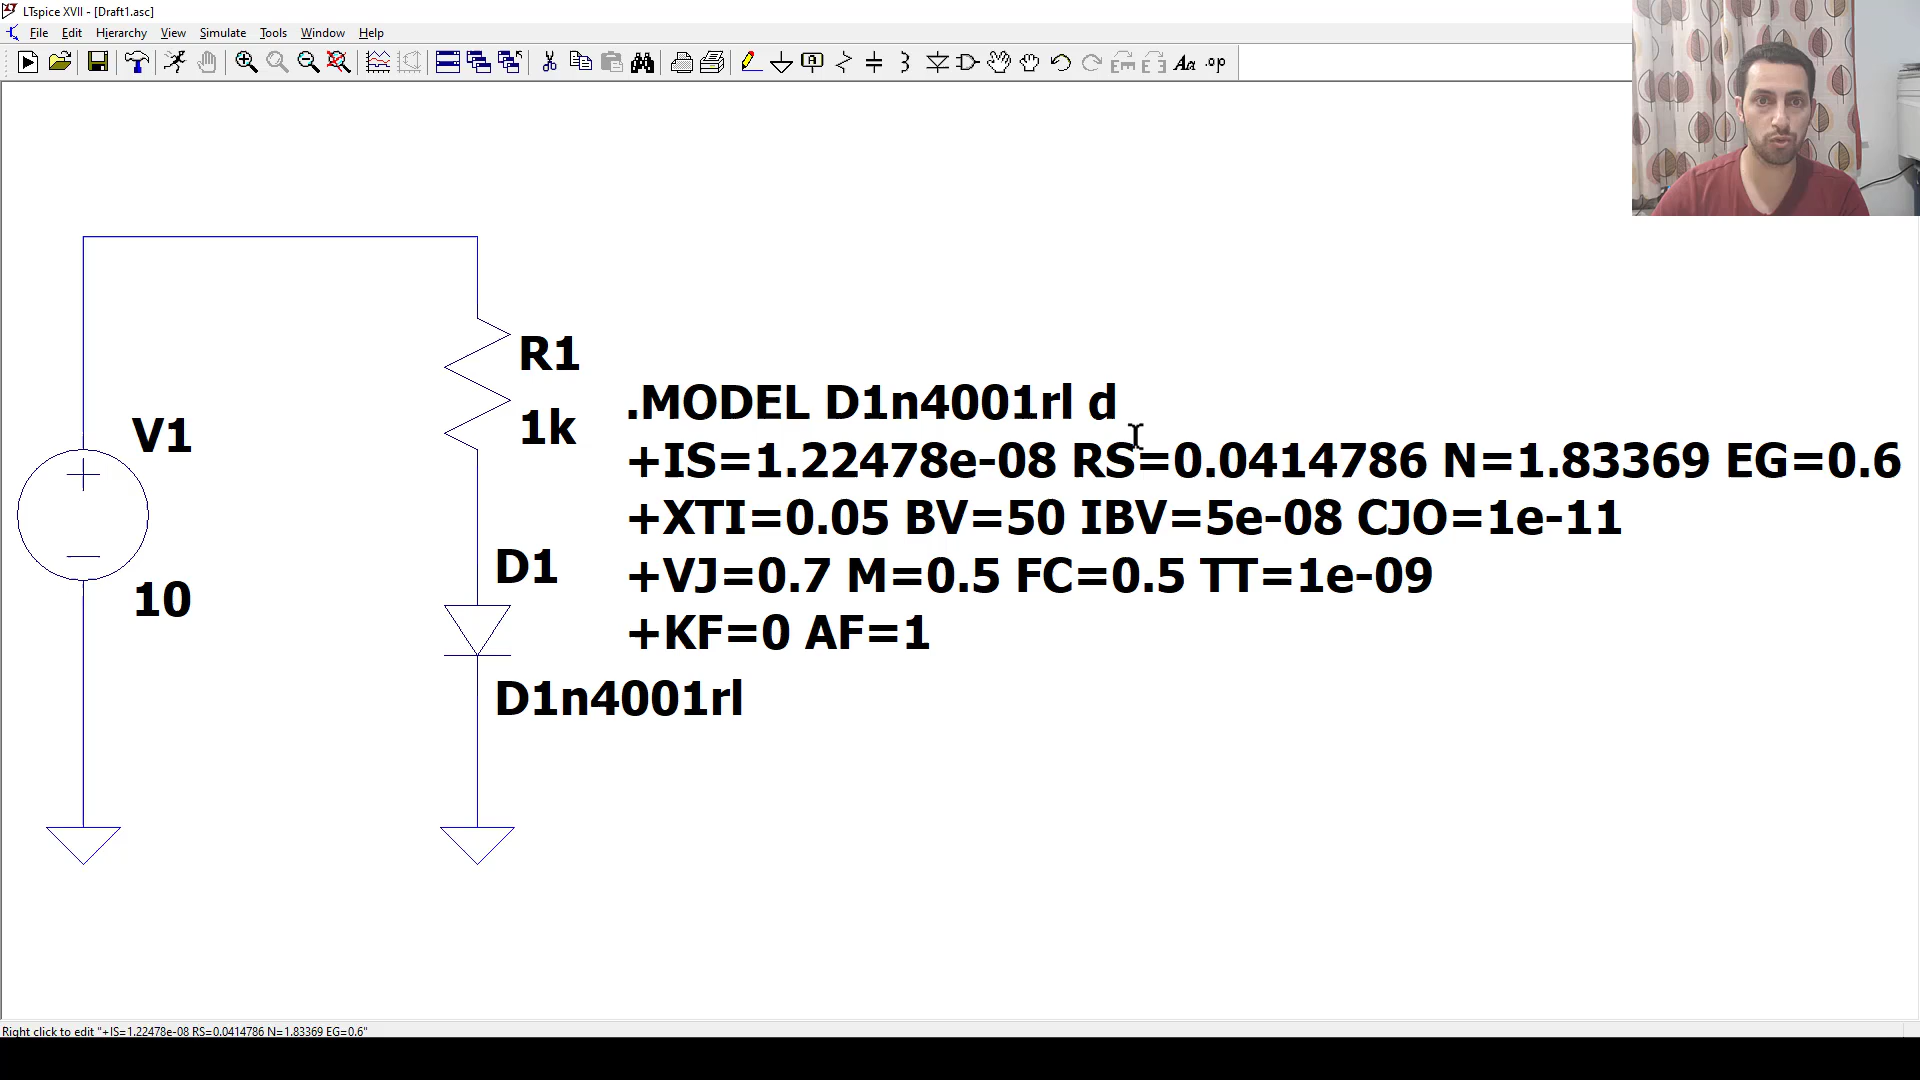 LTspice XVII - [Draft1.asc]
File Edit Hierarchy View Simulate Tools Window Help
Aa .op
R1
1k
V1
10
.MODEL D1n4001rl d
+IS=1.22478e-08 RS=0.0414786 N=1.83369 EG=0.6
+XTI=0.05 BV=50 IBV=5e-08 CJO=1e-11
+VJ=0.7 M=0.5 FC=0.5 TT=1e-09
+KF=0 AF=1
D1
D1n4001rl
Right click to edit "+IS=1.22478e-08 RS=0.0414786 N=1.83369 EG=0.6"